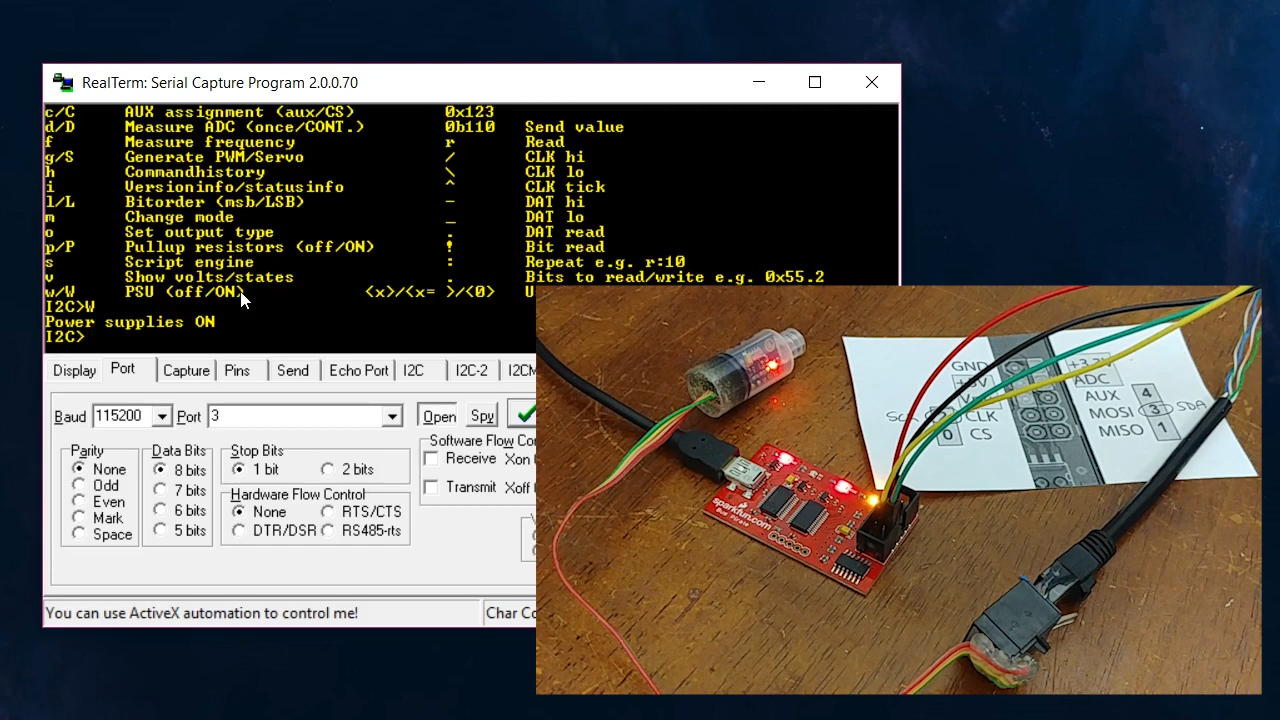 RealTerm: Serial Capture Program 2.0.0.70
c/C AUX assignment (aux/CS) 0x123
d/D Measure ADC (once/CONT.) 0b110 Send value
f Measure frequency r Read
g/S Generate PWM/Servo / CLK hi
h Commandhistory \ CLK lo
i Versioninfo/statusinfo ^ CLK tick
l/L Bitorder (msb/LSB) - DAT hi
m Change mode _ DAT lo
o Set output type . DAT read
p/P Pullup resistors (off/ON) ! Bit read
s Script engine : Repeat e.g. r:10
v Show volts/states . Bits to read/write e.g. 0x55.2
w/W PSU (off/ON) <x>/<x= >/<0> U
I2C>W
Power supplies ON
I2C>
Display Port Capture Pins Send Echo Port I2C I2C-2 I2CM
Baud 115200 Port 3 Open Spy
Parity
None
Odd
Even
Mark
Space
Data Bits
8 bits
7 bits
6 bits
5 bits
Stop Bits
1 bit 2 bits
Hardware Flow Control
None RTS/CTS
DTR/DSR RS485-rts
Software Flow Con
Receive Xon
Transmit Xoff
You can use ActiveX automation to control me! Char Co
GND
+5V
CLK
CS
0
ADC
AUX 4
MOSI 3 SDA
MISO 1
sparkfun.com
Bus Pirate